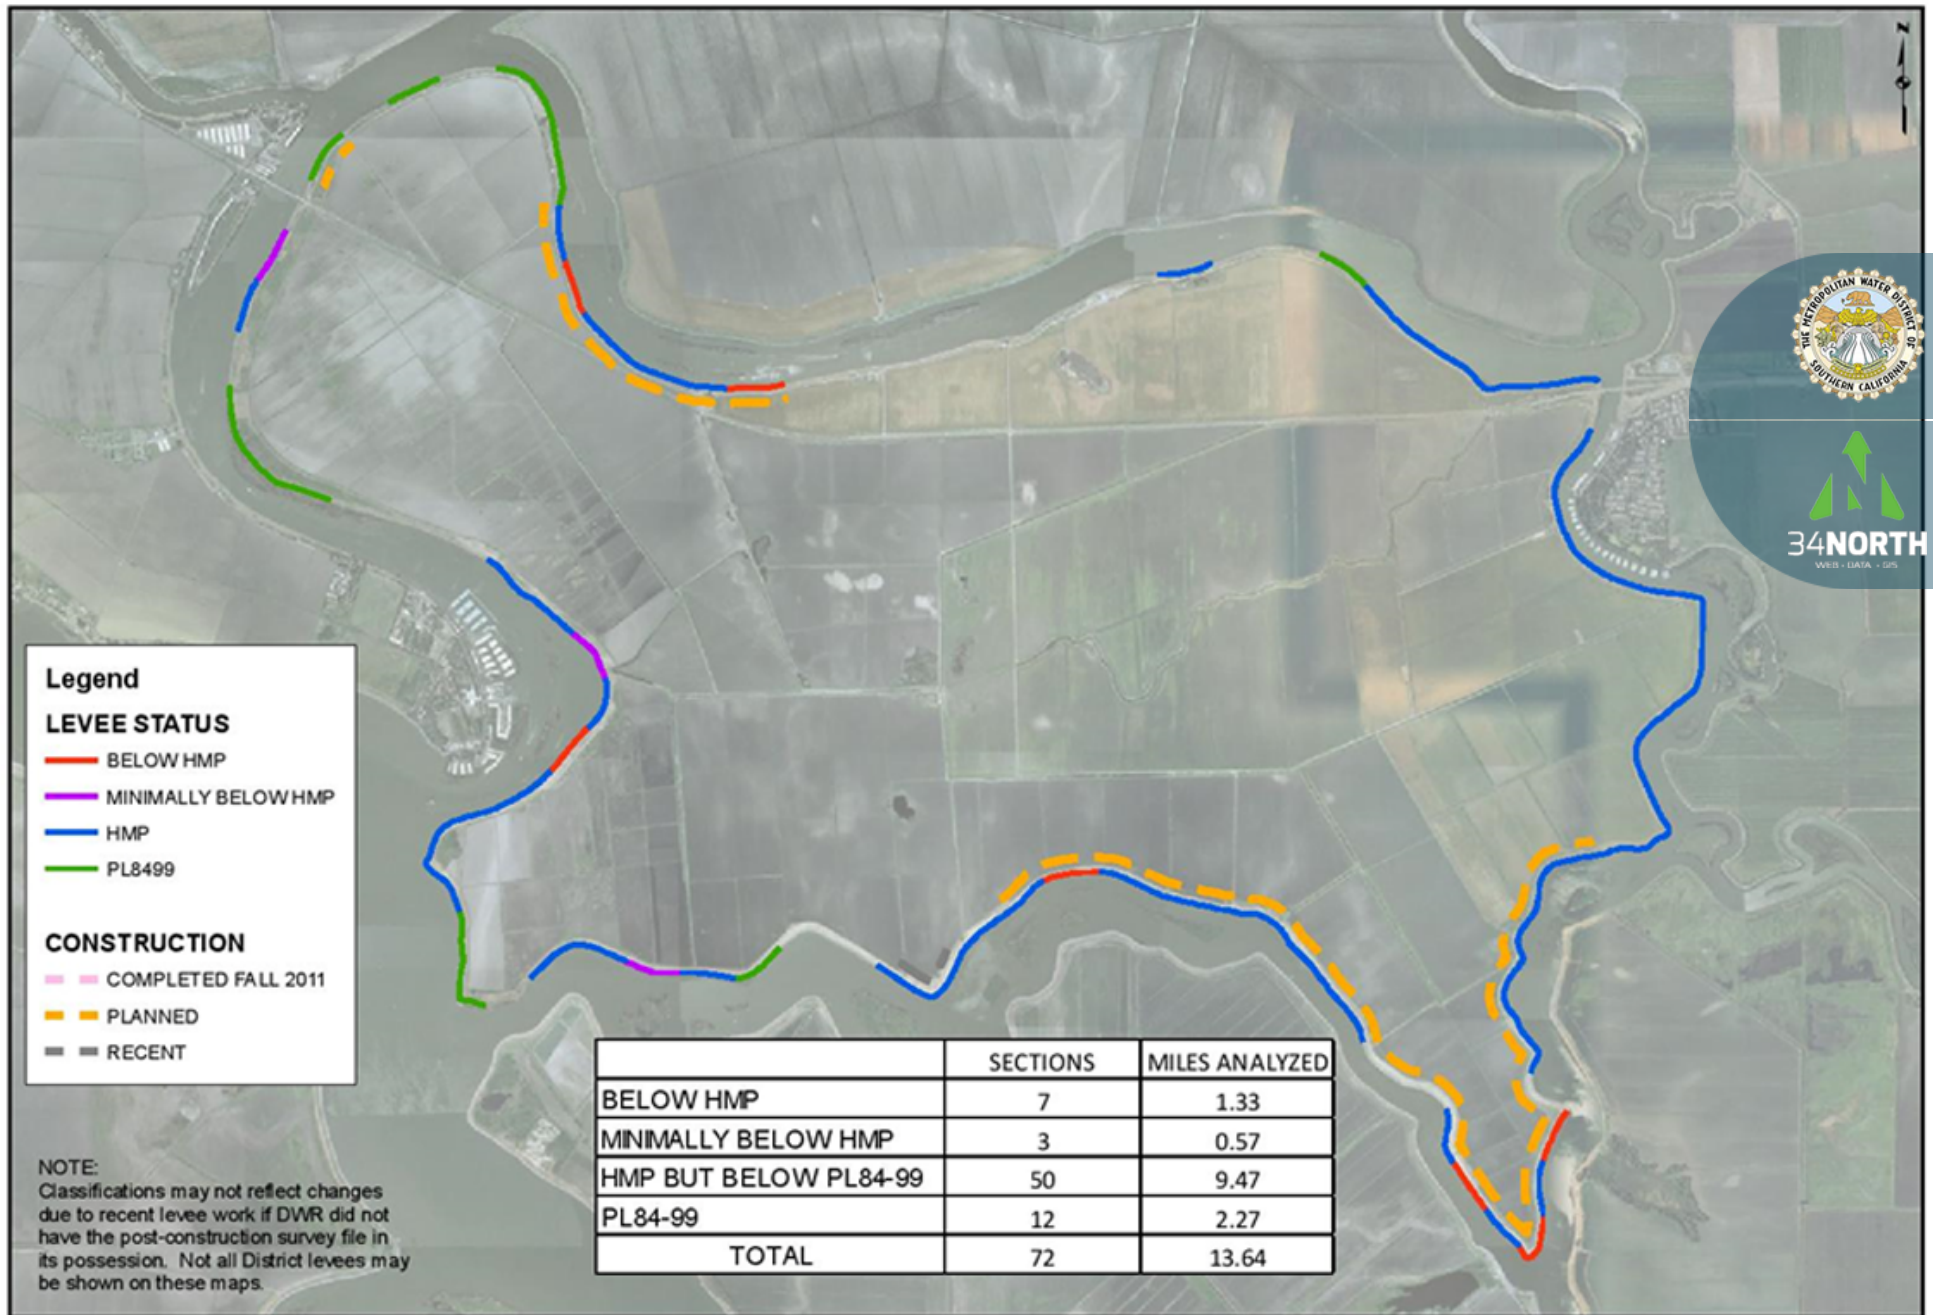 N
THE METROPOLITAN WATER DISTRICT OF
SOUTHERN CALIFORNIA
34NORTH
WEB • DATA • GIS
Legend
LEVEE STATUS
BELOW HMP
MINIMALLY BELOW HMP
HMP
PL8499
CONSTRUCTION
COMPLETED FALL 2011
PLANNED
RECENT
NOTE:
Classifications may not reflect changes
due to recent levee work if DWR did not
have the post-construction survey file in
its possession. Not all District levees may
be shown on these maps.
SECTIONS MILES ANALYZED
BELOW HMP 7 1.33
MINIMALLY BELOW HMP 3 0.57
HMP BUT BELOW PL84-99 50 9.47
PL84-99 12 2.27
TOTAL 72 13.64